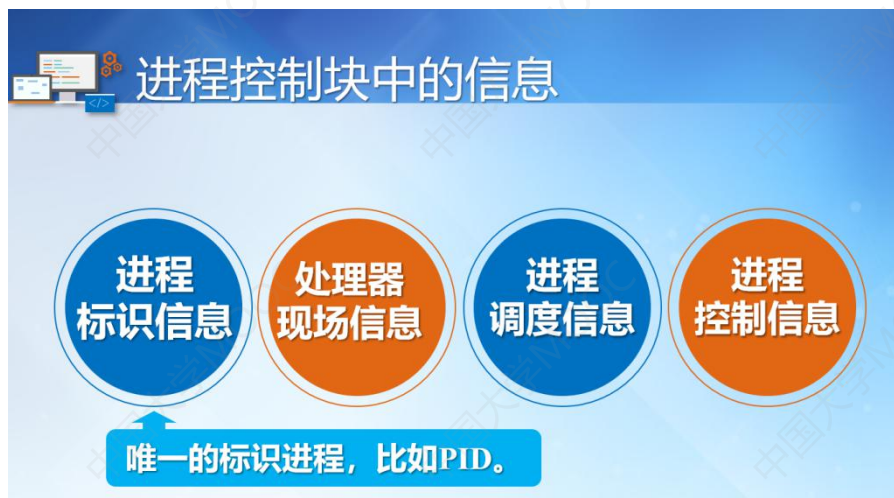 进程控制块中的信息
进程
标识信息
处理器
现场信息
进程
调度信息
进程
控制信息
唯一的标识进程，比如PID。